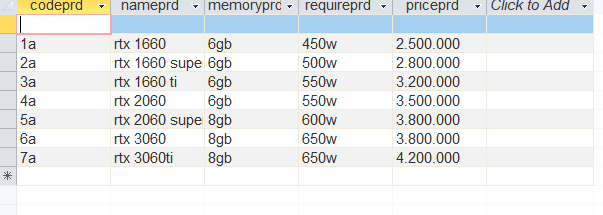 codeprd nameprd memoryprd requireprd priceprd Click to Add
1a rtx 1660 6gb 450w 2.500.000
2a rtx 1660 supe 6gb 500w 2.800.000
3a rtx 1660 ti 6gb 550w 3.200.000
4a rtx 2060 6gb 550w 3.500.000
5a rtx 2060 supe 8gb 600w 3.800.000
6a rtx 3060 8gb 650w 3.800.000
7a rtx 3060ti 8gb 650w 4.200.000